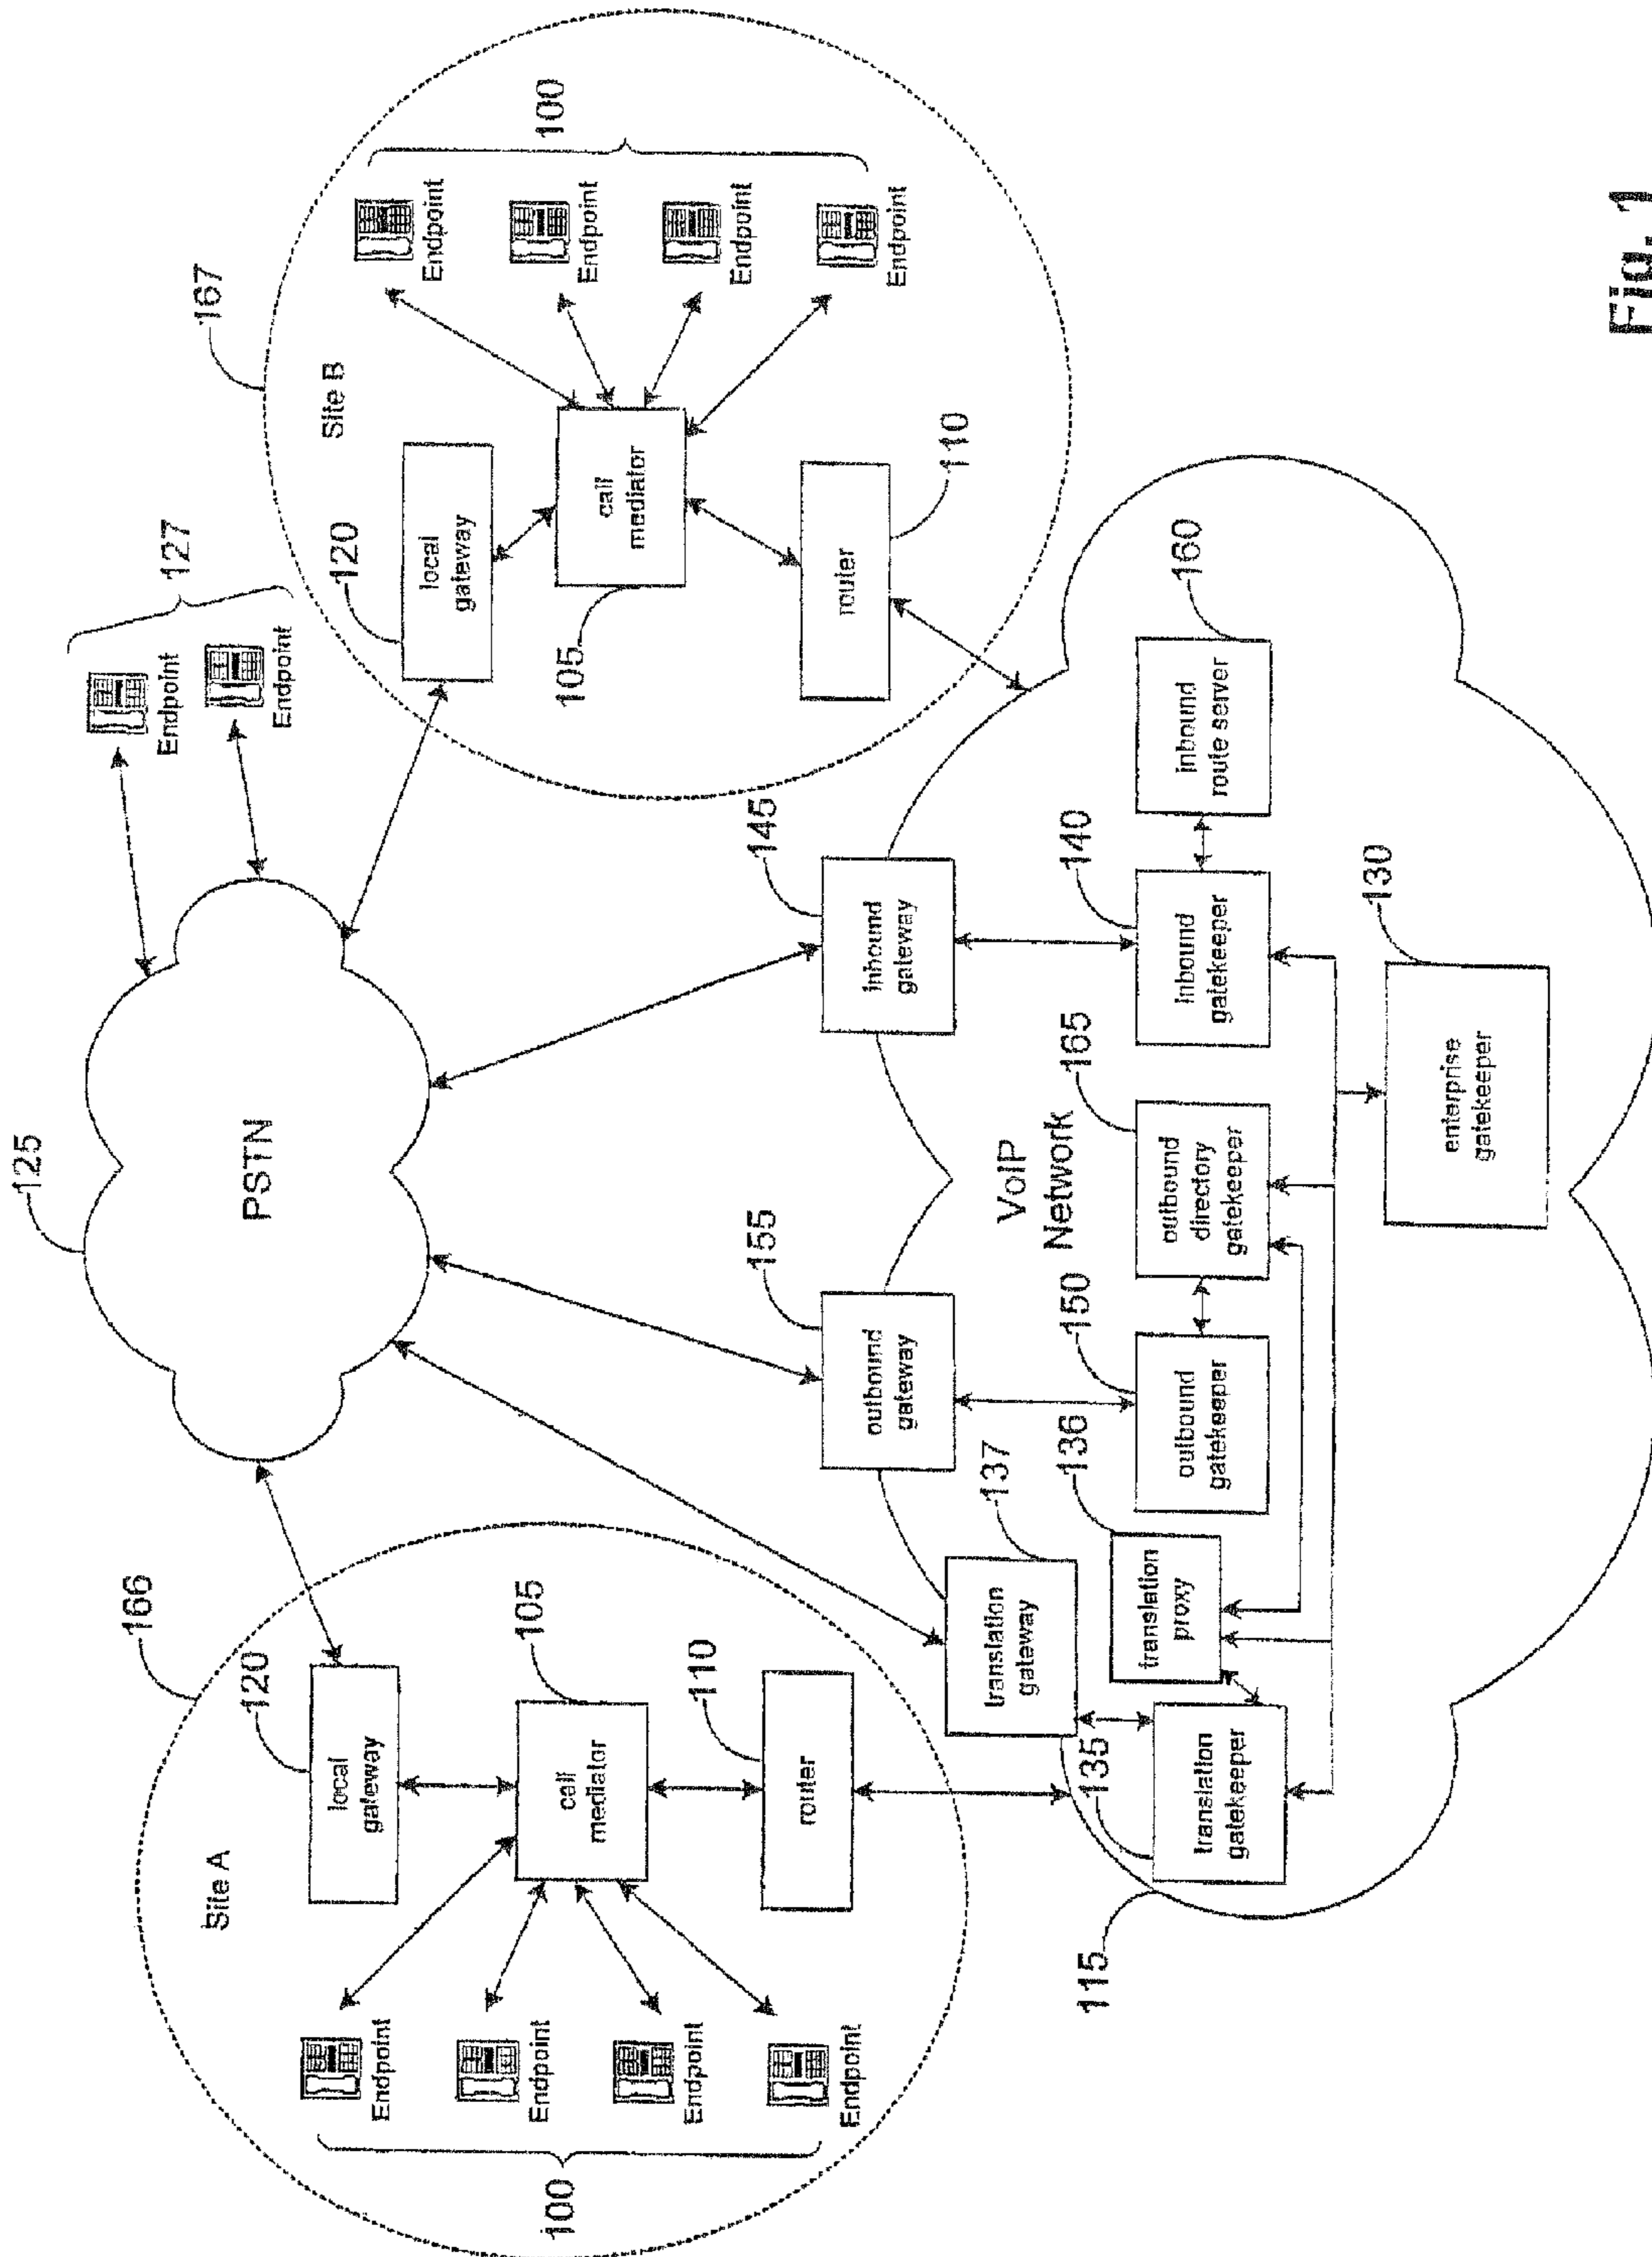 125
PSTN
127
Endpoint
Endpoint
166
Site A
120
local
gateway
105
call
mediator
110
router
Endpoint
Endpoint
Endpoint
Endpoint
100
167
Site B
120
local
gateway
105
call
mediator
110
router
Endpoint
Endpoint
Endpoint
Endpoint
100
115
VoIP
Network
137
translation
gateway
155
outbound
gateway
145
inbound
gateway
135
translation
gatekeeper
136
translation
proxy
150
outbound
gatekeeper
165
outbound
directory
gatekeeper
140
Inbound
gatekeeper
160
inbound
route server
130
enterprise
gatekeeper
Fig. 1